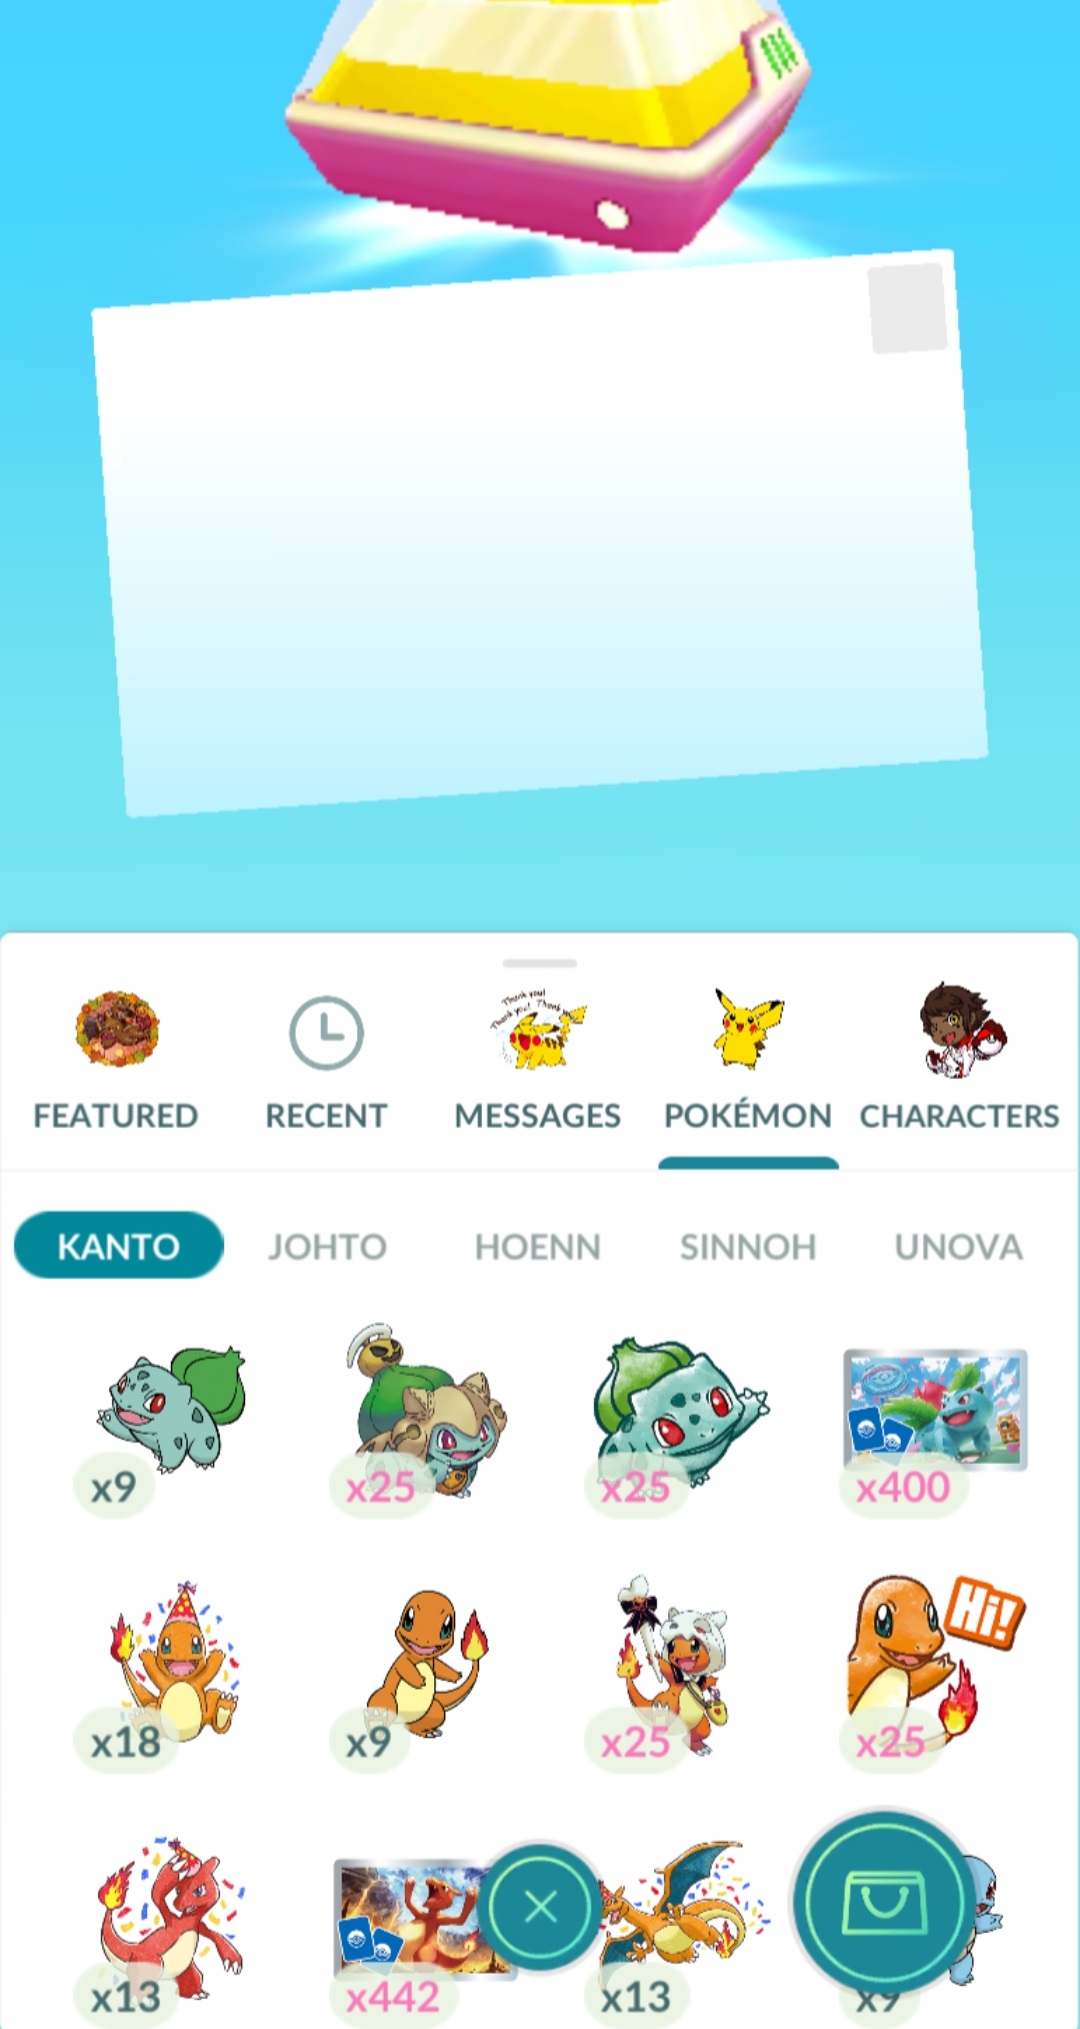 Thank you!
Thank you! Thank you!
FEATURED RECENT MESSAGES POKÉMON CHARACTERS
KANTO JOHTO HOENN SINNOH UNOVA
x9 x25 x25 x400
Hi!
x18 x9 x25 x25
x13 x442 x13 x9